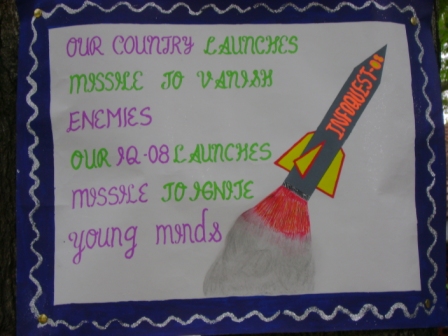 OUR COUNTRY LAUNCHES
MISSILE TO VANISH
ENEMIES
OUR IQ-08 LAUNCHES
MISSILE TO IGNITE
young minds
INFOQUEST-08